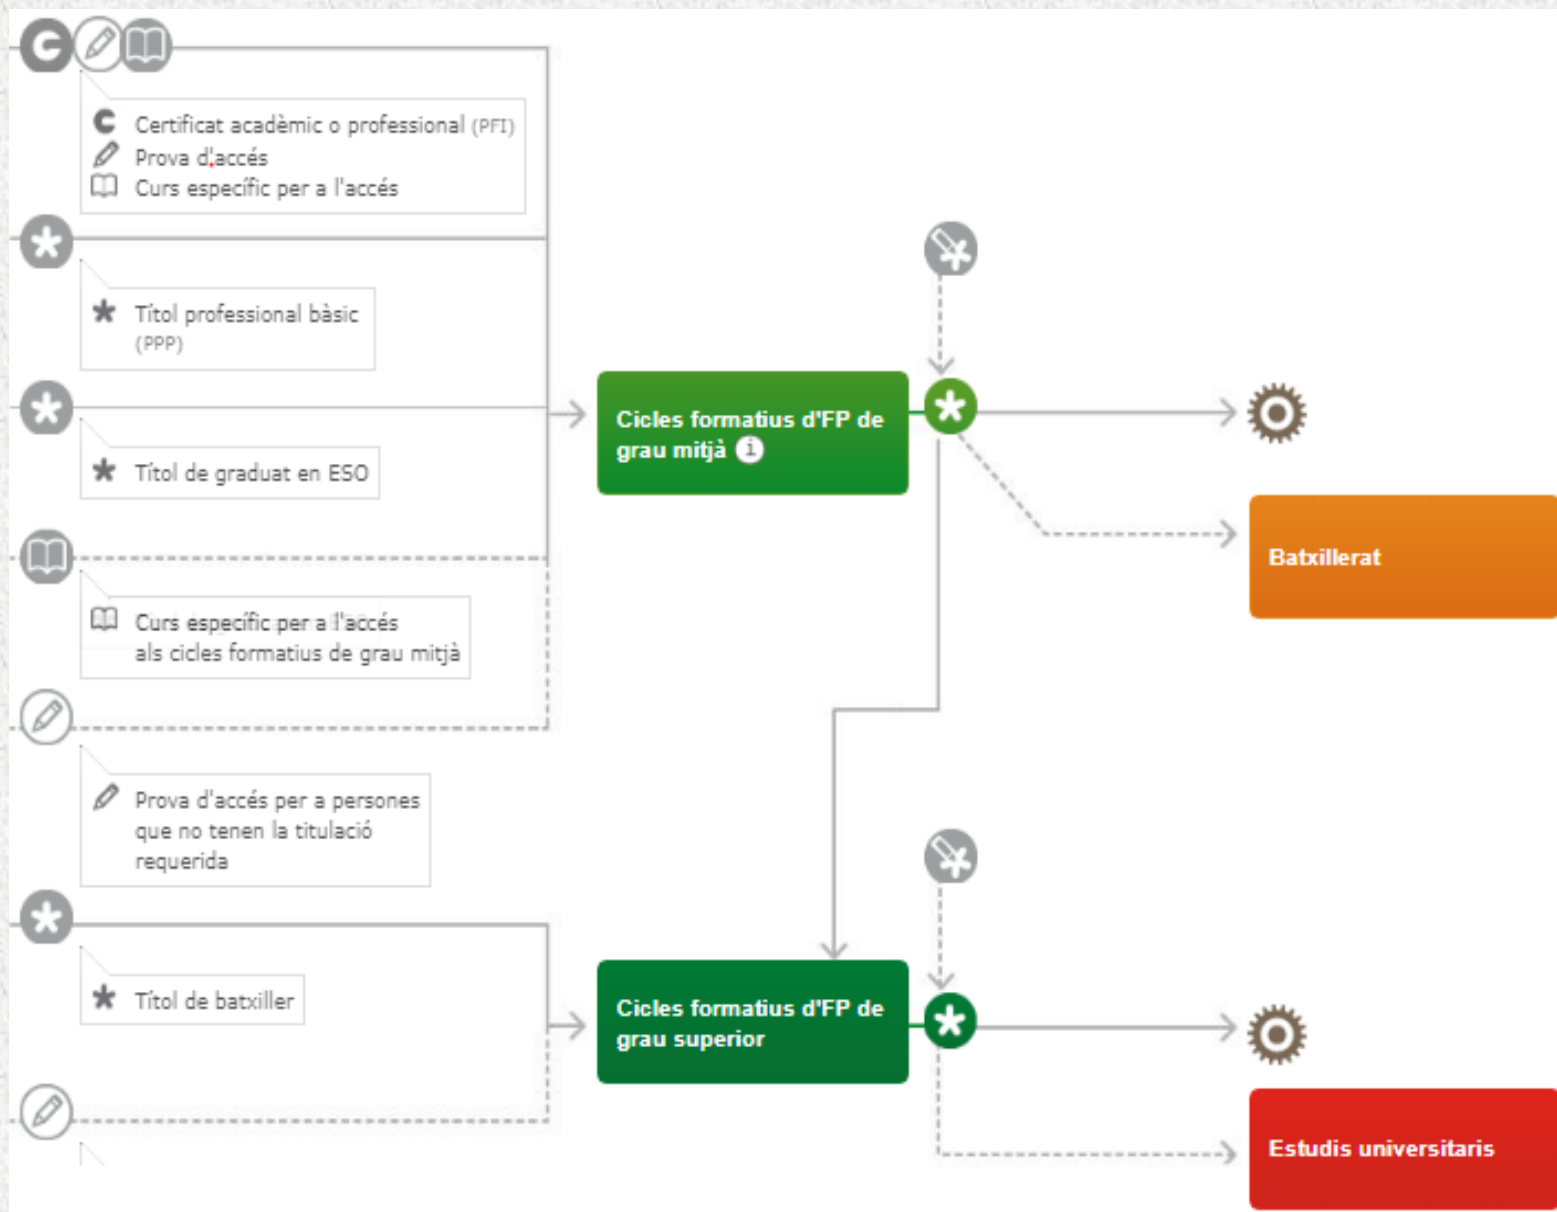 Certificat acadèmic o professional (PFI)
Prova d'accés
Curs específic per a l'accés
Títol professional bàsic
(PPP)
Títol de graduat en ESO
Curs específic per a l'accés
als cicles formatius de grau mitjà
Prova d'accés per a persones
que no tenen la titulació
requerida
Títol de batxiller
Cicles formatius d'FP de
grau mitjà i
Batxillerat
Cicles formatius d'FP de
grau superior
Estudis universitaris